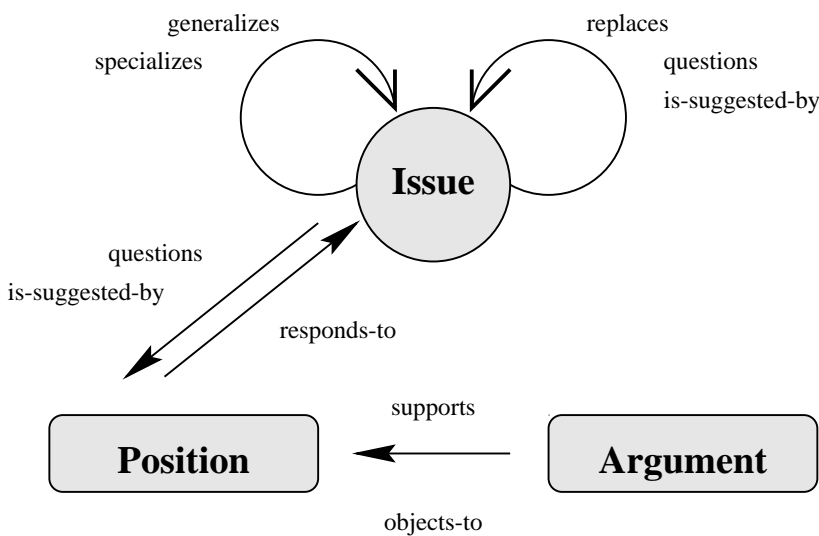 generalizes
replaces
specializes
questions
is-suggested-by
Issue
questions
is-suggested-by
responds-to
supports
Position
Argument
objects-to